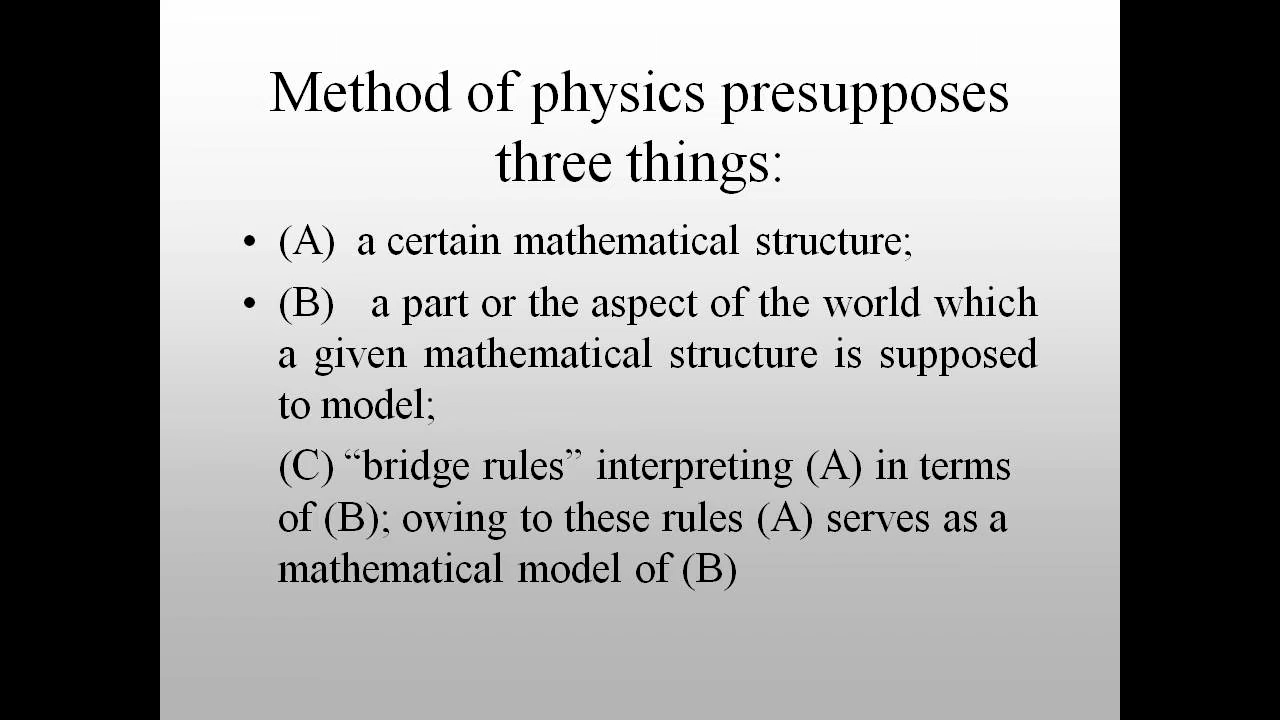 Method of physics presupposes
three things:
• (A) a certain mathematical structure;
• (B) a part or the aspect of the world which
a given mathematical structure is supposed
to model;
(C) “bridge rules” interpreting (A) in terms
of (B); owing to these rules (A) serves as a
mathematical model of (B)